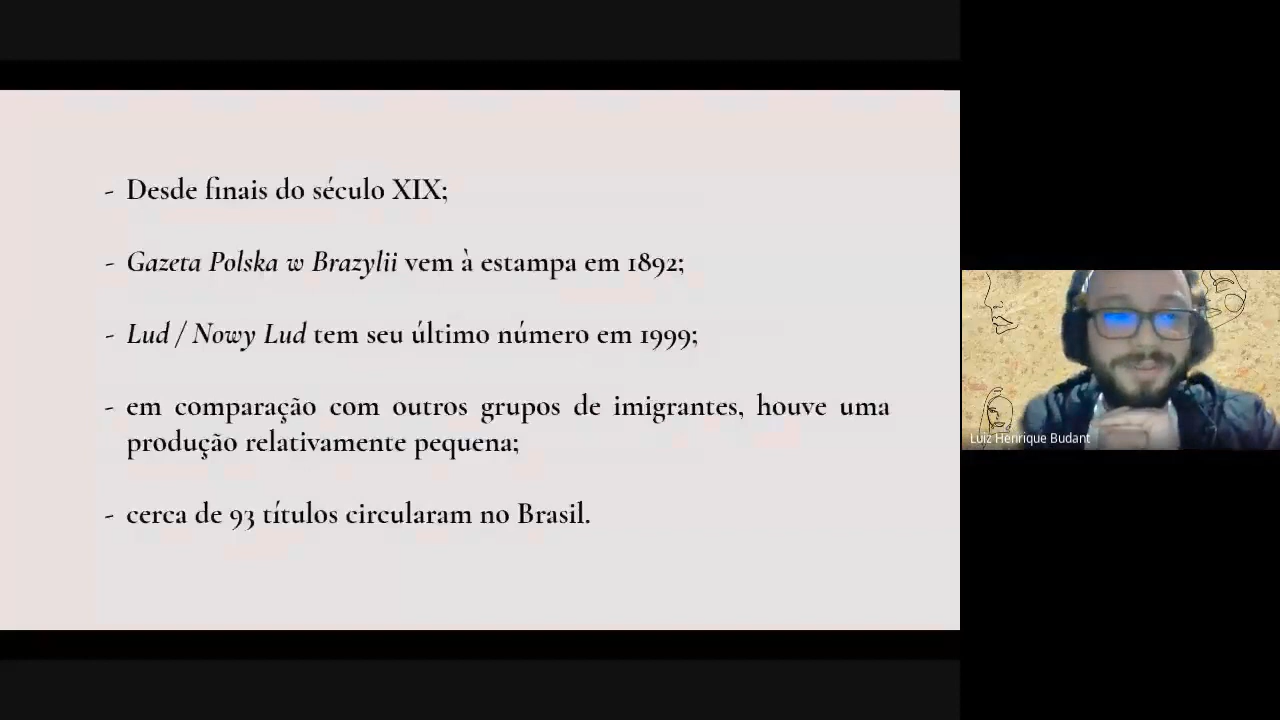 - Desde finais do século XIX;
- Gazeta Polska w Brazylii vem à estampa em 1892;
- Lud / Nowy Lud tem seu último número em 1999;
- em comparação com outros grupos de imigrantes, houve uma
produção relativamente pequena;
- cerca de 93 títulos circularam no Brasil.
Luiz Henrique Budant